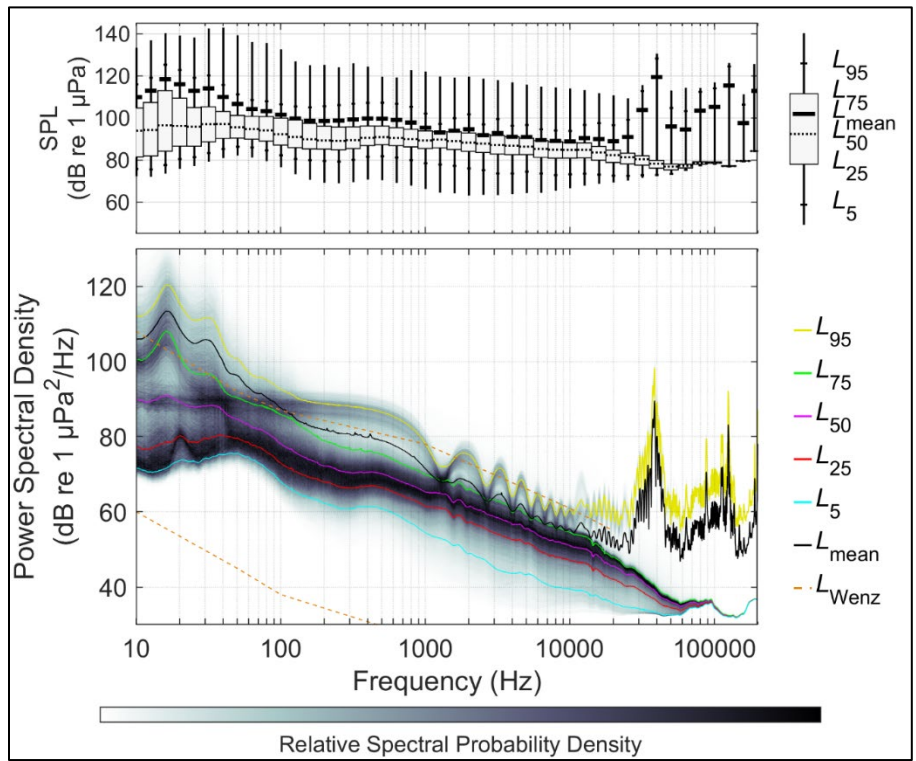 140
120
100
80
60
SPL
(dB re 1 µPa)
L95
L75
Lmean
L50
L25
L5
120
100
80
60
40
Power Spectral Density
(dB re 1 µPa²/Hz)
L95
L75
L50
L25
L5
Lmean
LWenz
10 100 1000 10000 100000
Frequency (Hz)
Relative Spectral Probability Density